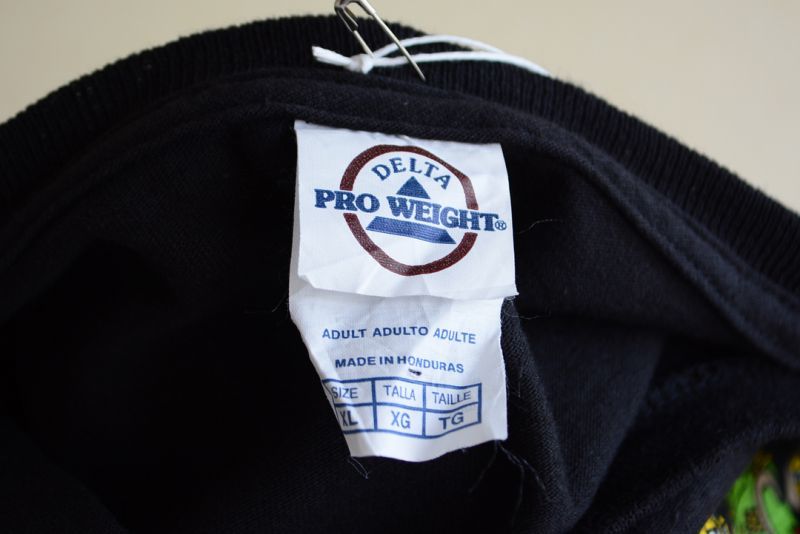 DELTA
PRO WEIGHT®
ADULT ADULTO ADULTE
MADE IN HONDURAS
SIZE TALLA TAILLE
XL XG TG